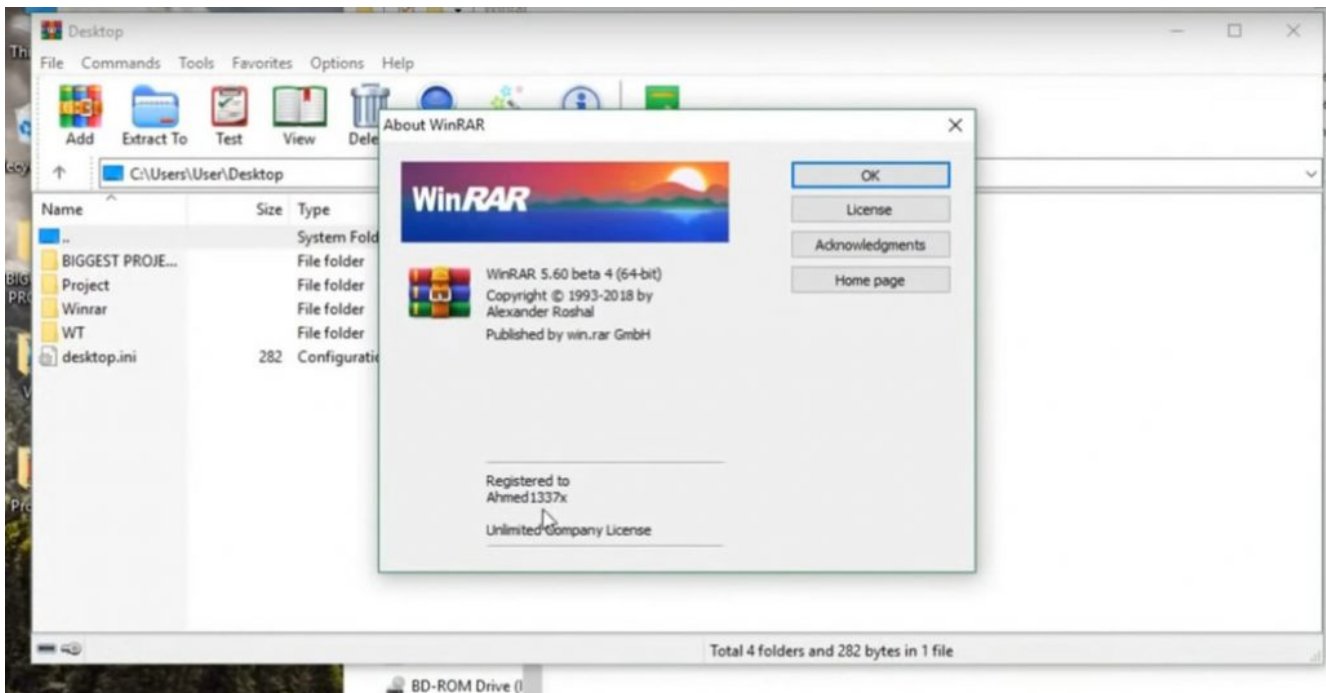 Desktop
File Commands Tools Favorites Options Help
Add Extract To Test View Dele
About WinRAR
C:\Users\User\Desktop
Name Size Type
..
System Fold
BIGGEST PROJE... File folder
Project File folder
Winrar File folder
WT File folder
desktop.ini 282 Configuratic
WinRAR
OK
License
Acknowledgments
Home page
WinRAR 5.60 beta 4 (64-bit)
Copyright © 1993-2018 by
Alexander Roshal
Published by win.rar GmbH
Registered to
Ahmed1337x
Unlimited Company License
Total 4 folders and 282 bytes in 1 file
BD-ROM Drive (